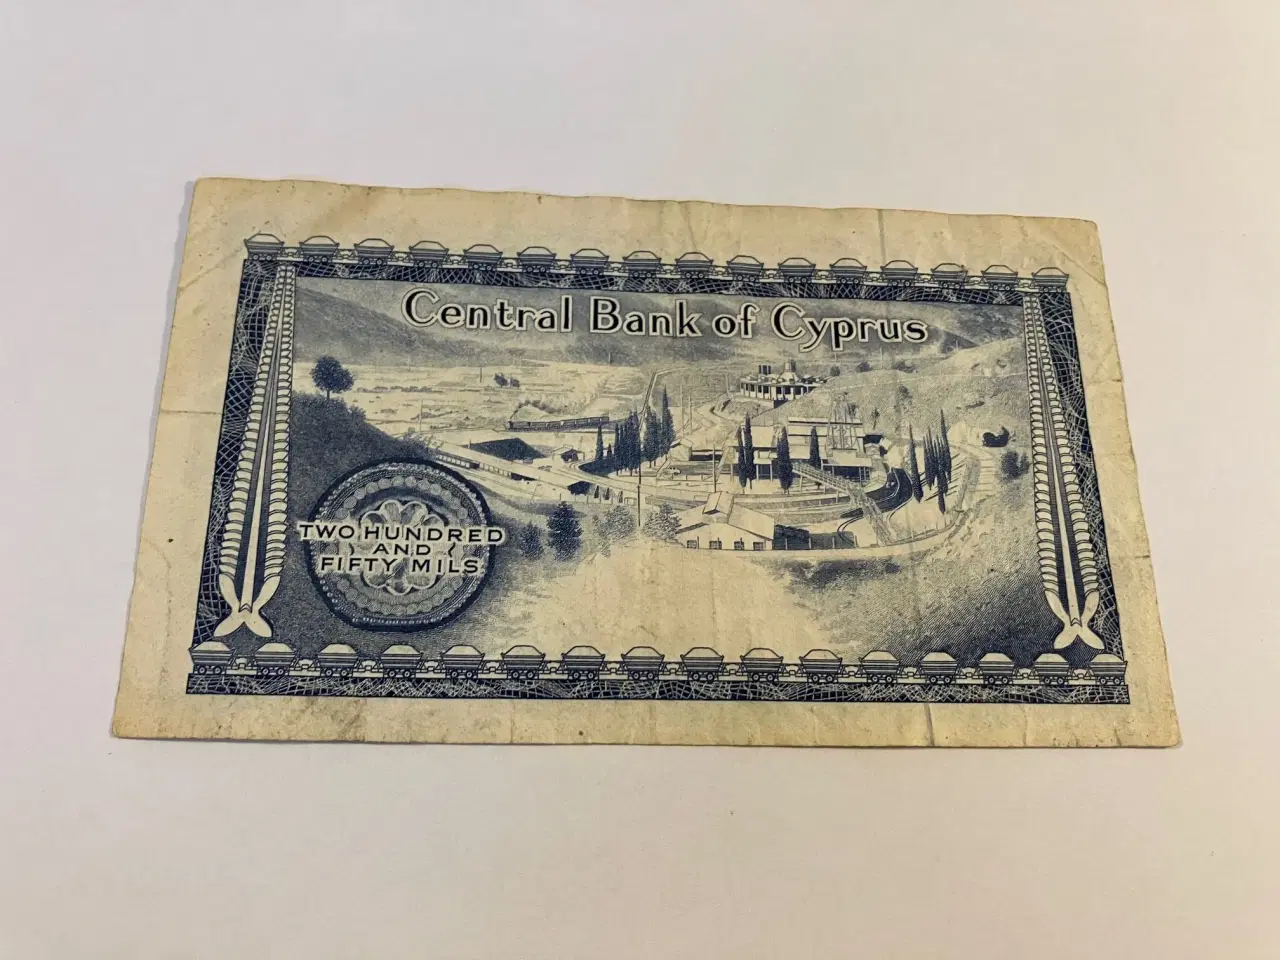 Central Bank of Cyprus
TWO HUNDRED
AND
FIFTY MILS